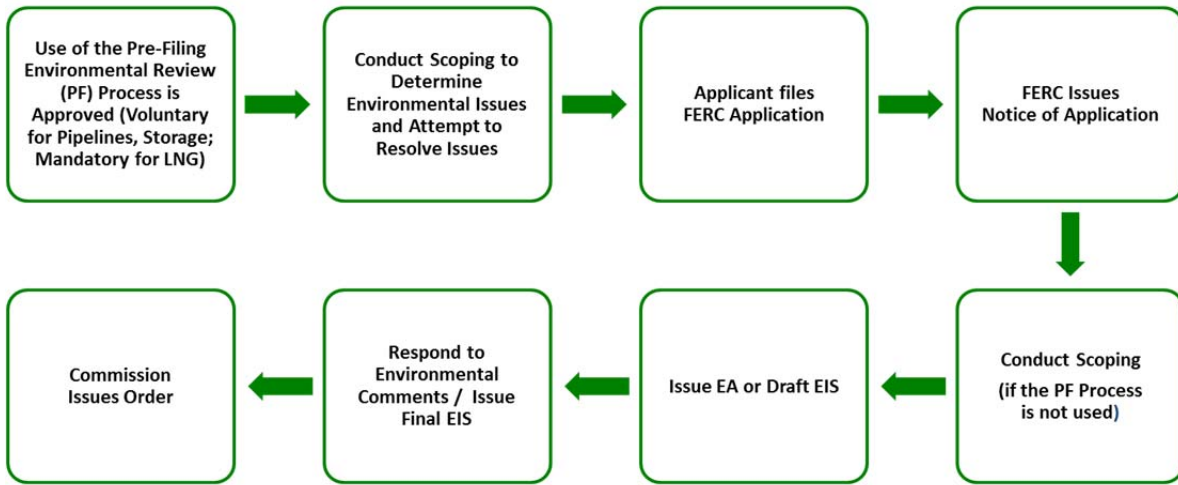 Use of the Pre-Filing
Environmental Review
(PF) Process is
Approved (Voluntary
for Pipelines, Storage;
Mandatory for LNG)
Conduct Scoping to
Determine
Environmental Issues
and Attempt to
Resolve Issues
Applicant files
FERC Application
FERC Issues
Notice of Application
Conduct Scoping
(if the PF Process
is not used)
Issue EA or Draft EIS
Respond to
Environmental
Comments / Issue
Final EIS
Commission
Issues Order